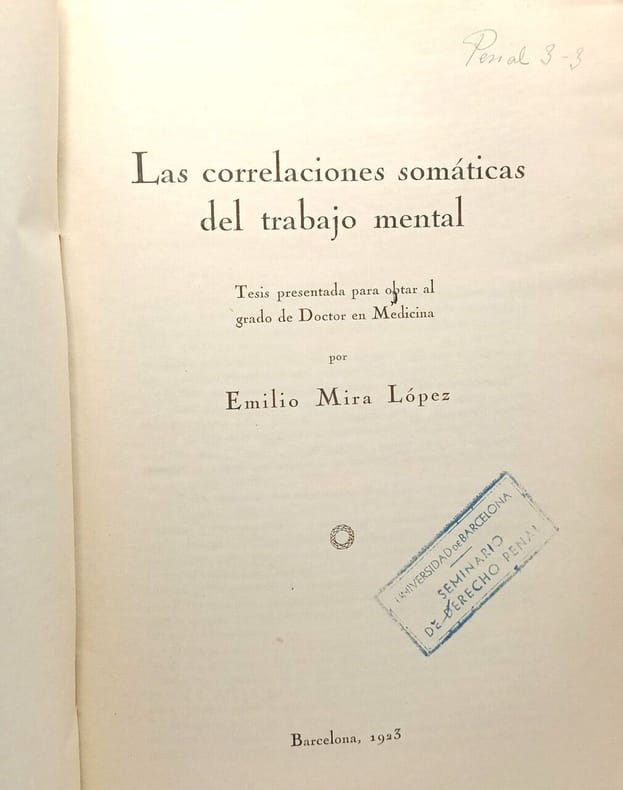 Penal 3-3
Las correlaciones somáticas
del trabajo mental
Tesis presentada para optar al
grado de Doctor en Medicina
por
Emilio Mira López
UNIVERSIDAD DE BARCELONA
SEMINARIO
DE DERECHO PENAL
Barcelona, 1923